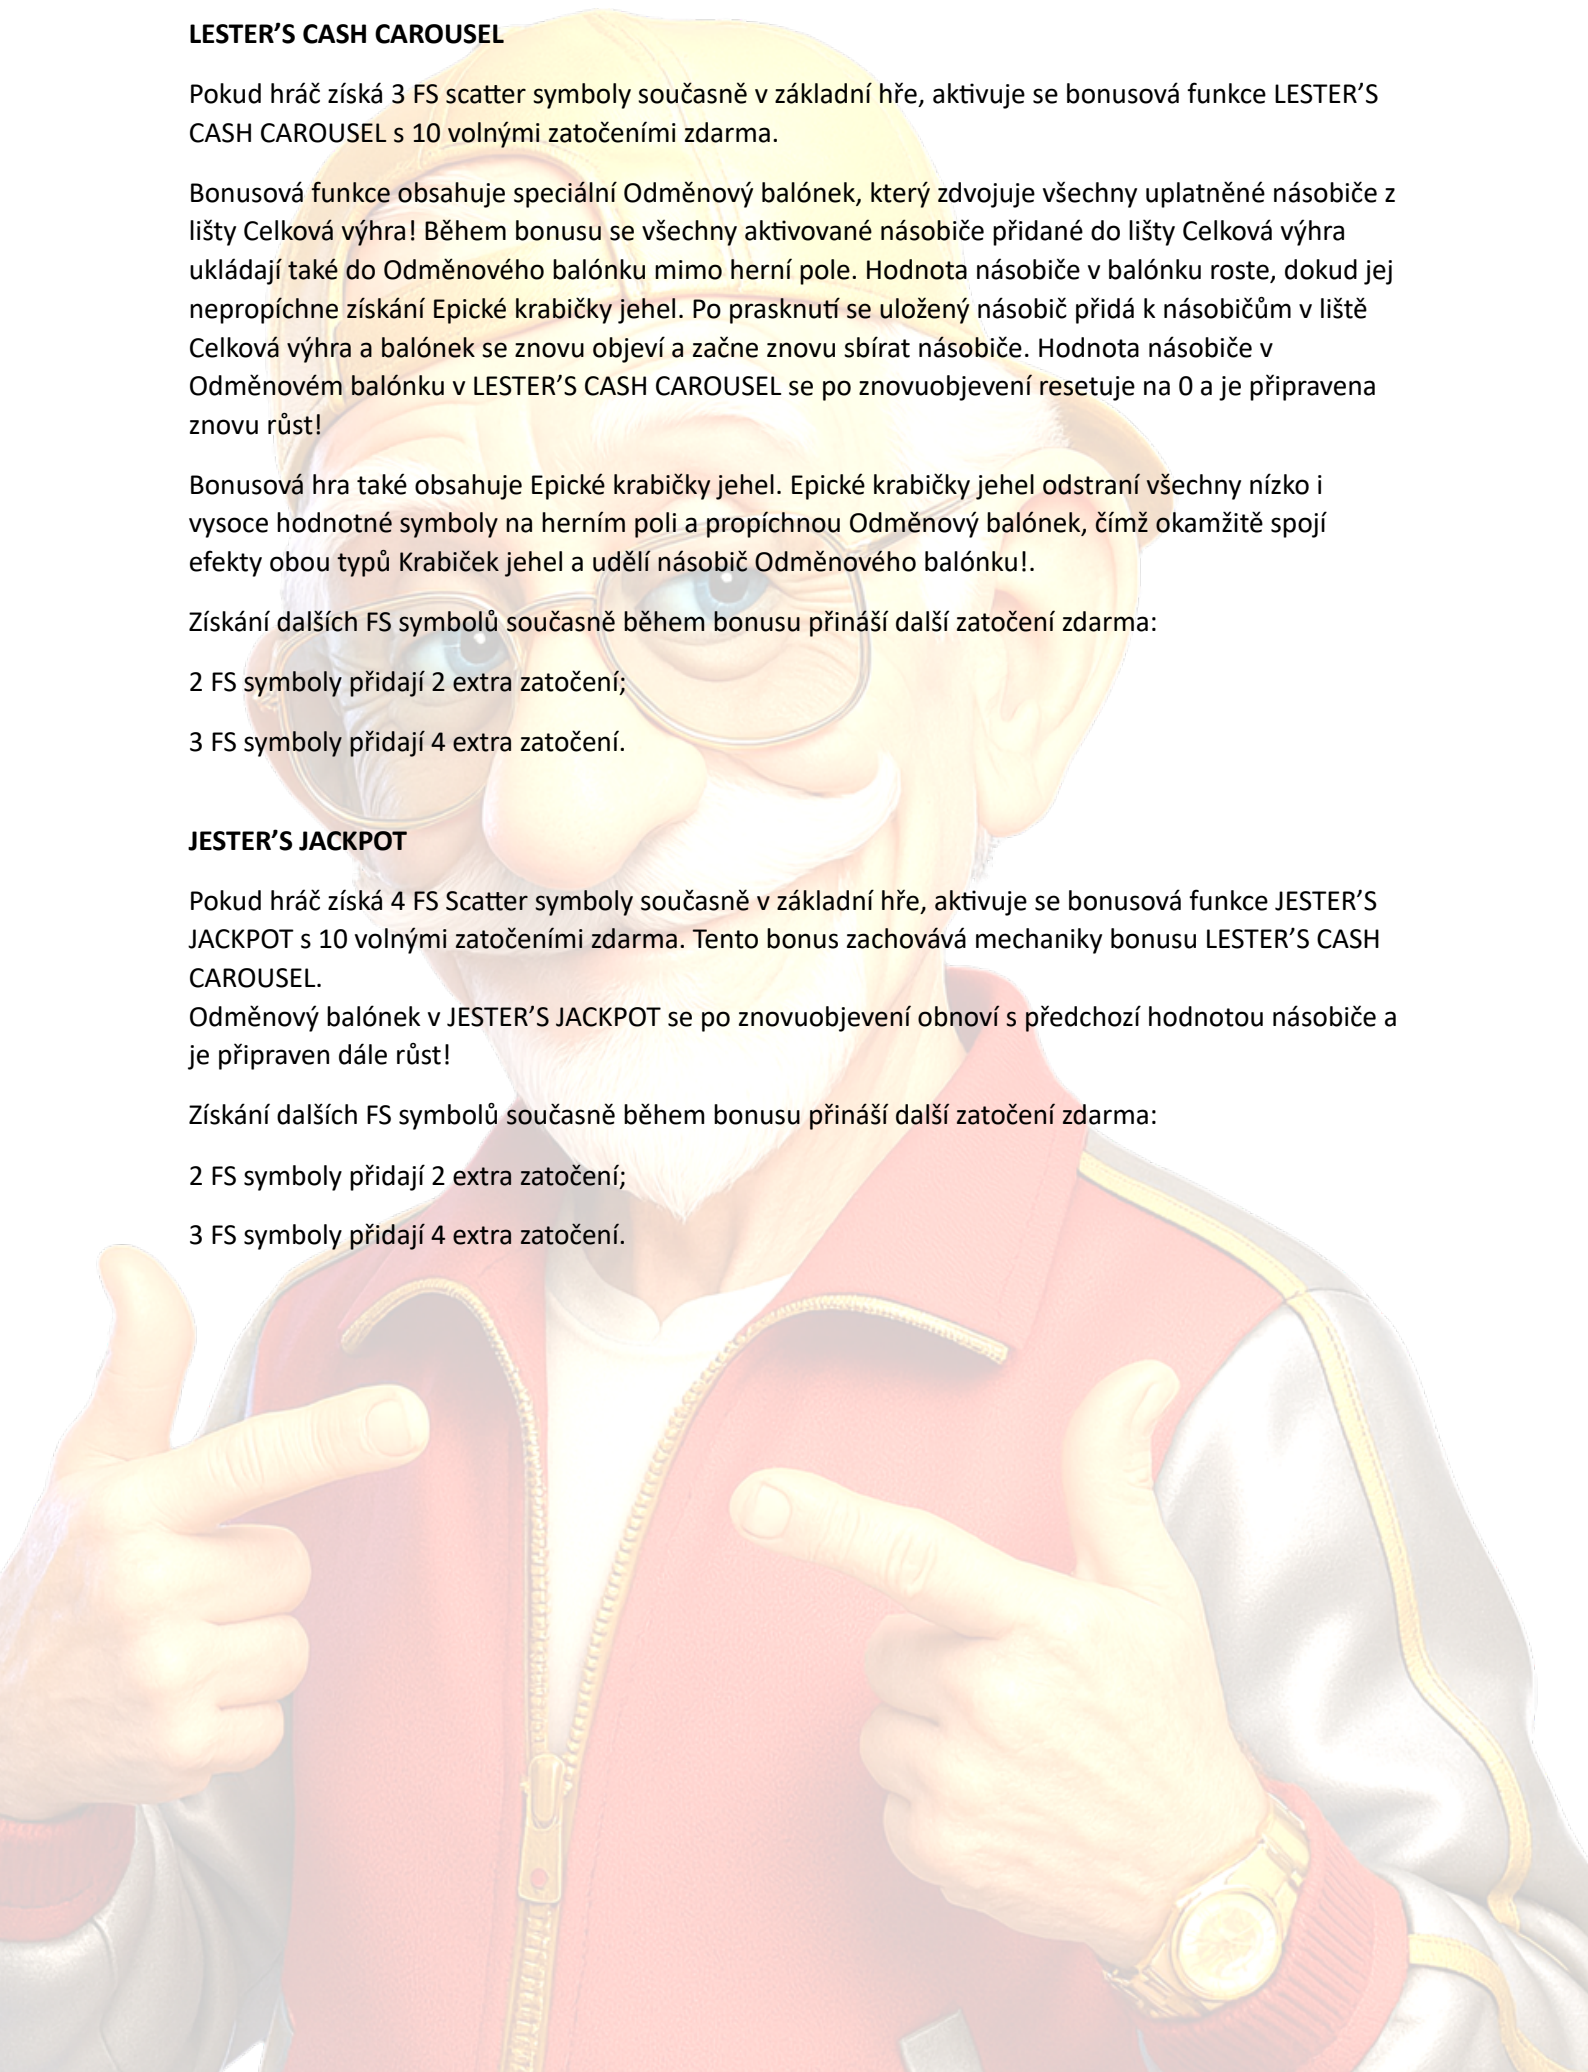 LESTER’S CASH CAROUSEL
Pokud hráč získá 3 FS scatter symboly současně v základní hře, aktivuje se bonusová funkce LESTER’S
CASH CAROUSEL s 10 volnými zatočeními zdarma.
Bonusová funkce obsahuje speciální Odměnový balónek, který zdvojuje všechny uplatněné násobiče z
lišty Celková výhra! Během bonusu se všechny aktivované násobiče přidané do lišty Celková výhra
ukládají také do Odměnového balónku mimo herní pole. Hodnota násobiče v balónku roste, dokud jej
nepropíchne získání Epické krabičky jehel. Po prasknutí se uložený násobič přidá k násobičům v liště
Celková výhra a balónek se znovu objeví a začne znovu sbírat násobiče. Hodnota násobiče v
Odměnovém balónku v LESTER’S CASH CAROUSEL se po znovuobjevení resetuje na 0 a je připravena
znovu růst!
Bonusová hra také obsahuje Epické krabičky jehel. Epické krabičky jehel odstraní všechny nízko i
vysoce hodnotné symboly na herním poli a propíchnou Odměnový balónek, čímž okamžitě spojí
efekty obou typů Krabiček jehel a udělí násobič Odměnového balónku!.
Získání dalších FS symbolů současně během bonusu přináší další zatočení zdarma:
2 FS symboly přidají 2 extra zatočení;
3 FS symboly přidají 4 extra zatočení.
JESTER’S JACKPOT
Pokud hráč získá 4 FS Scatter symboly současně v základní hře, aktivuje se bonusová funkce JESTER’S
JACKPOT s 10 volnými zatočeními zdarma. Tento bonus zachovává mechaniky bonusu LESTER’S CASH
CAROUSEL.
Odměnový balónek v JESTER’S JACKPOT se po znovuobjevení obnoví s předchozí hodnotou násobiče a
je připraven dále růst!
Získání dalších FS symbolů současně během bonusu přináší další zatočení zdarma:
2 FS symboly přidají 2 extra zatočení;
3 FS symboly přidají 4 extra zatočení.